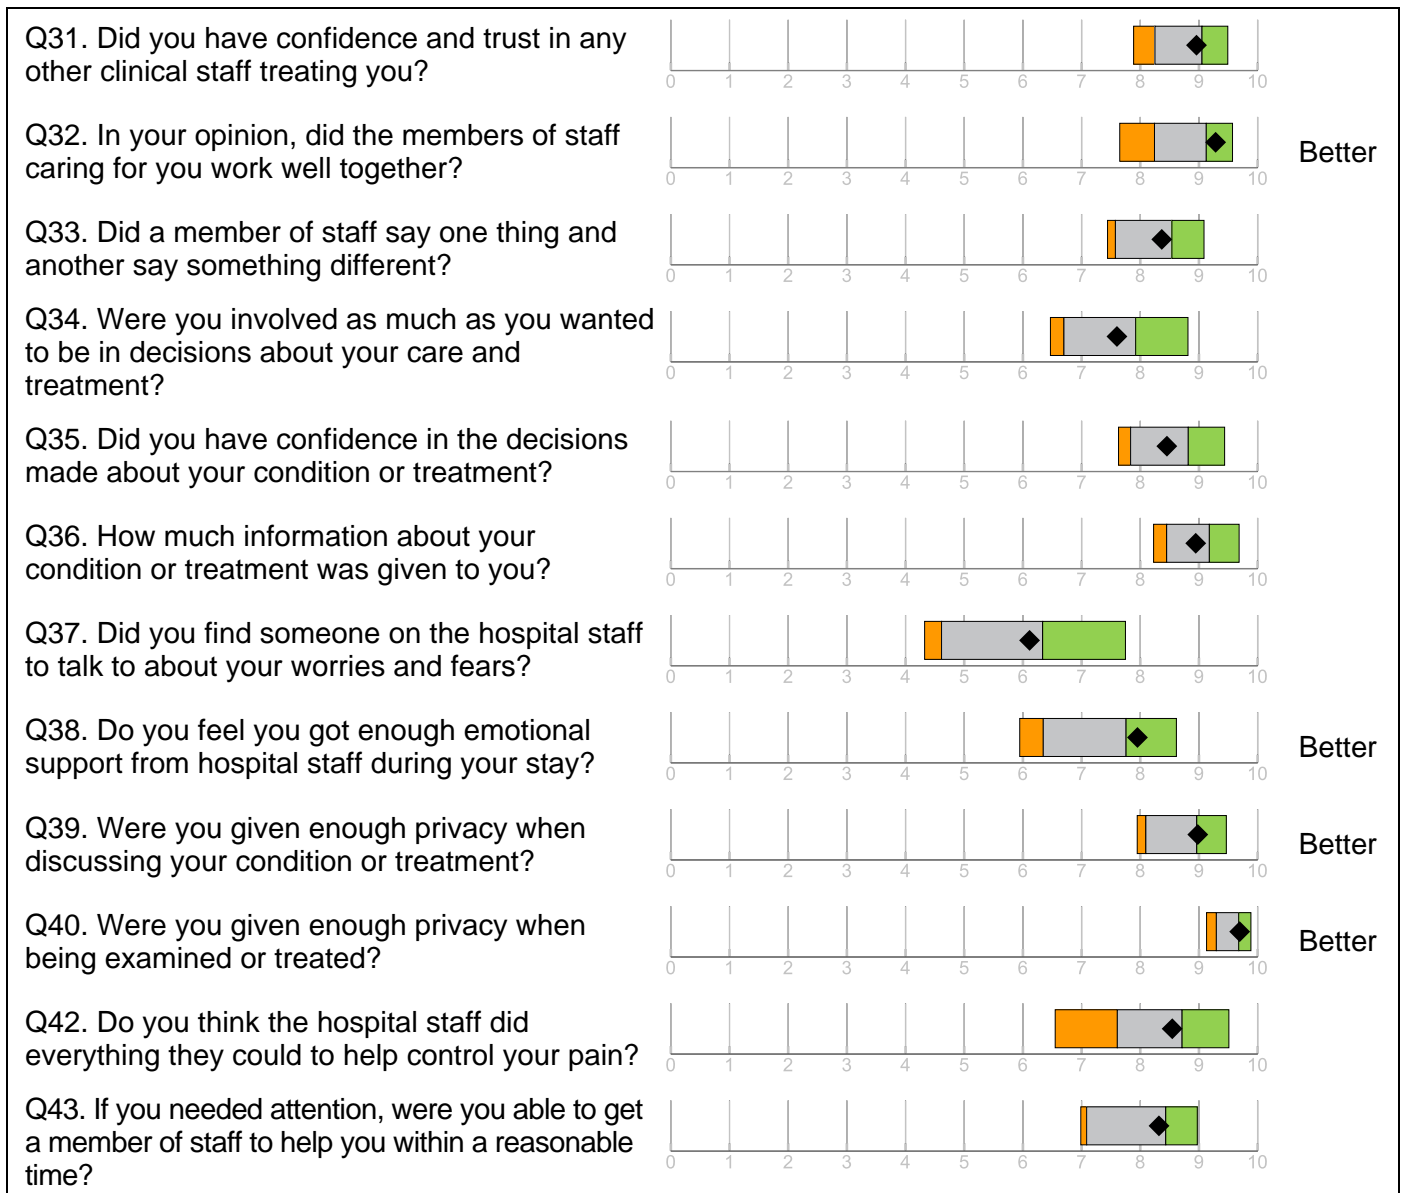 Q31. Did you have confidence and trust in any
other clinical staff treating you?
0 1 2 3 4 5 6 7 8 9 10
Q32. In your opinion, did the members of staff
caring for you work well together?
Better
0 1 2 3 4 5 6 7 8 9 10
Q33. Did a member of staff say one thing and
another say something different?
0 1 2 3 4 5 6 7 8 9 10
Q34. Were you involved as much as you wanted
to be in decisions about your care and
treatment?
0 1 2 3 4 5 6 7 8 9 10
Q35. Did you have confidence in the decisions
made about your condition or treatment?
0 1 2 3 4 5 6 7 8 9 10
Q36. How much information about your
condition or treatment was given to you?
0 1 2 3 4 5 6 7 8 9 10
Q37. Did you find someone on the hospital staff
to talk to about your worries and fears?
0 1 2 3 4 5 6 7 8 9 10
Q38. Do you feel you got enough emotional
support from hospital staff during your stay?
Better
0 1 2 3 4 5 6 7 8 9 10
Q39. Were you given enough privacy when
discussing your condition or treatment?
Better
0 1 2 3 4 5 6 7 8 9 10
Q40. Were you given enough privacy when
being examined or treated?
Better
0 1 2 3 4 5 6 7 8 9 10
Q42. Do you think the hospital staff did
everything they could to help control your pain?
0 1 2 3 4 5 6 7 8 9 10
Q43. If you needed attention, were you able to get
a member of staff to help you within a reasonable
time?
0 1 2 3 4 5 6 7 8 9 10